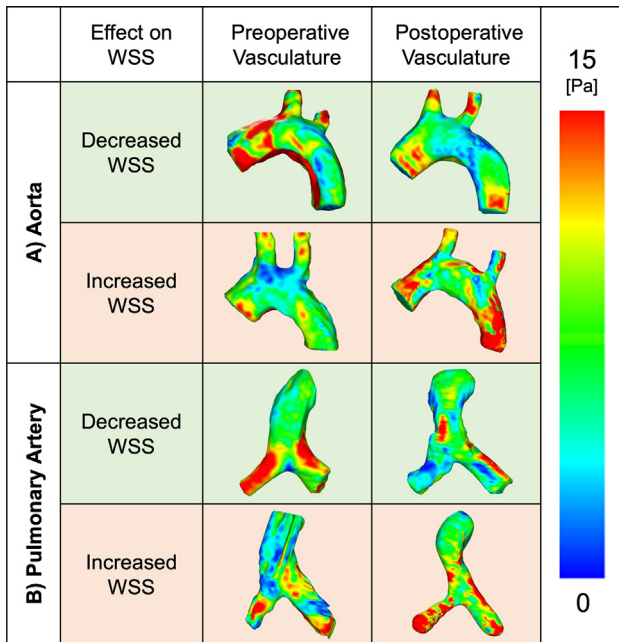 Effect on
WSS
Preoperative
Vasculature
Postoperative
Vasculature
15
[Pa]
A) Aorta
Decreased
WSS
Increased
WSS
B) Pulmonary Artery
Decreased
WSS
Increased
WSS
0